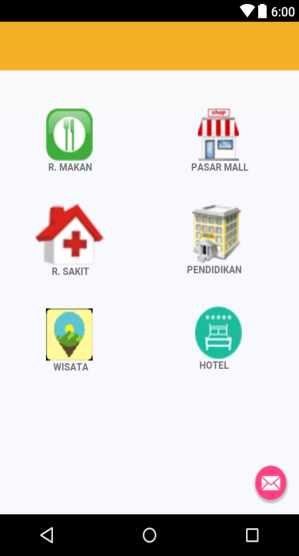 6:00
shop
R. MAKAN
PASAR MALL
R. SAKIT
PENDIDIKAN
WISATA
HOTEL